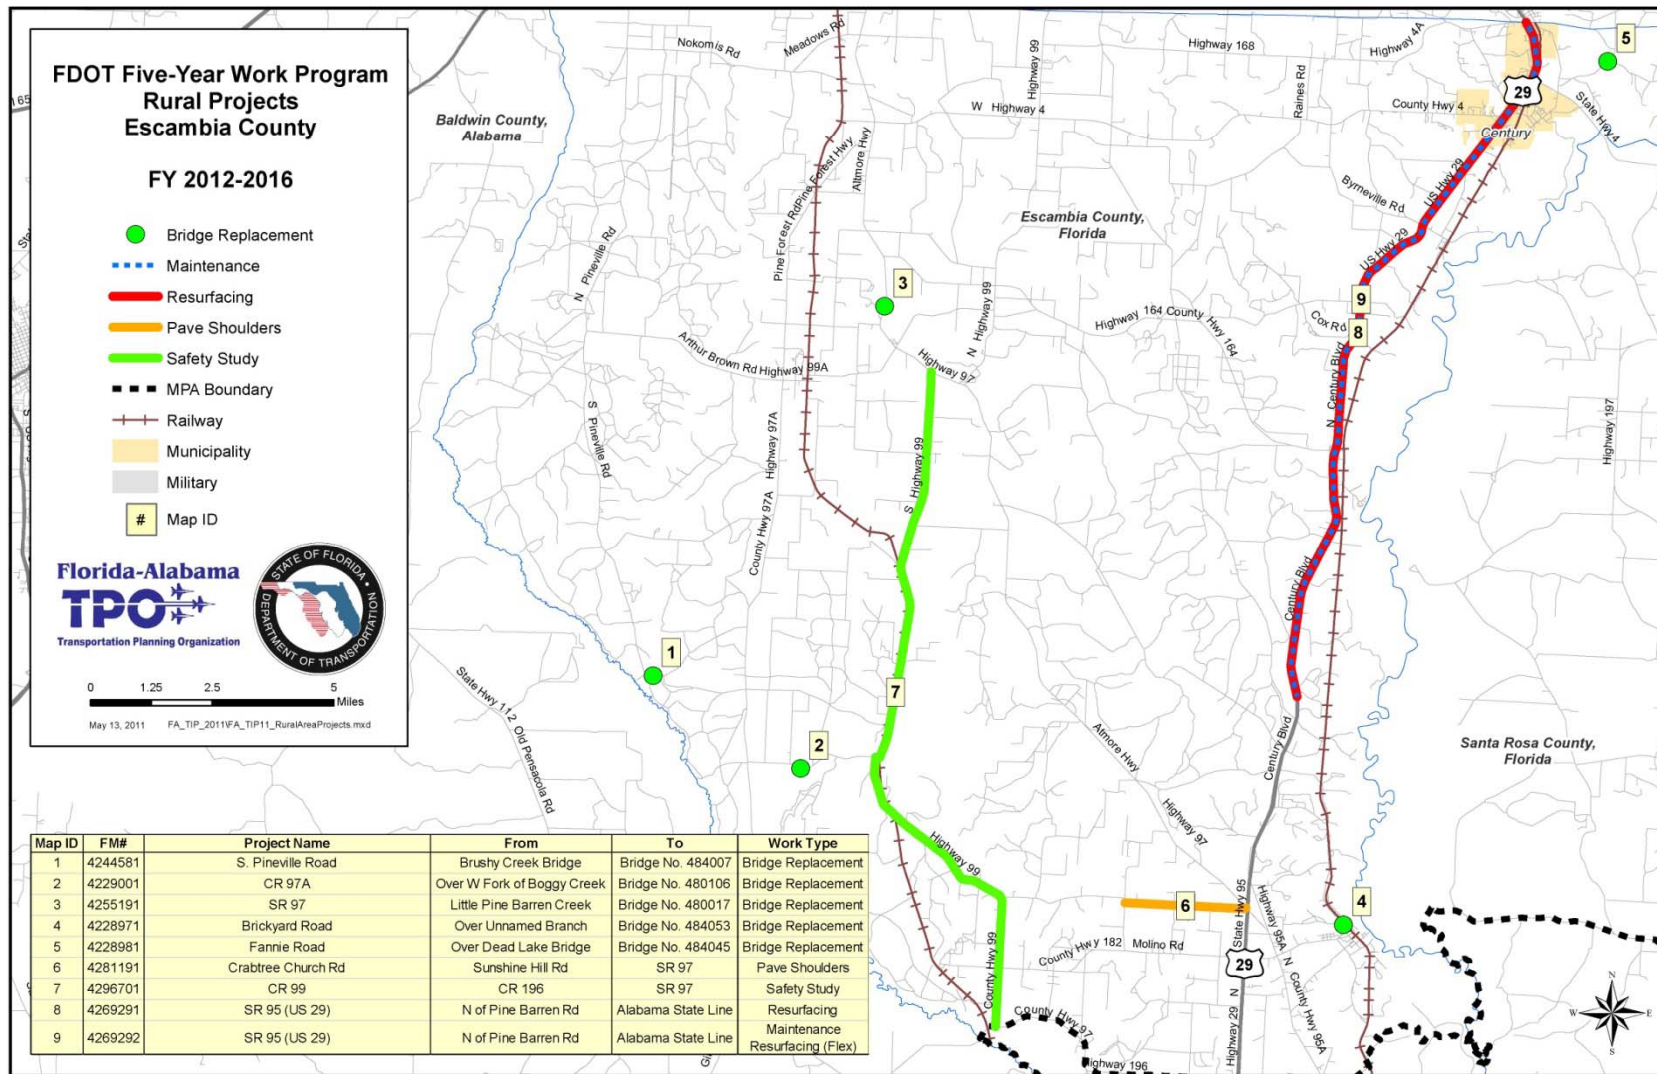 FDOT Five-Year Work Program
Rural Projects
Escambia County
FY 2012-2016
Bridge Replacement
Maintenance
Resurfacing
Pave Shoulders
Safety Study
MPA Boundary
Railway
Municipality
Military
# Map ID
Florida-Alabama
TPO
Transportation Planning Organization
STATE OF FLORIDA
DEPARTMENT OF TRANSPORTATION
0 1.25 2.5 5
Miles
May 13, 2011 FA_TIP_2011\FA_TIP11_RuralAreaProjects.mxd
Nokomis Rd
Meadows Rd
Highway 99
Highway 168
Highway 4A
5
Baldwin County,
Alabama
W Highway 4
Raines Rd
County Hwy 4
29
State Hwy 4
Century
Pine Forest Rd
Pine Forest Hwy
Altmore Hwy
Escambia County,
Florida
Byrneville Rd
US Hwy 29
US Hwy 29
N Pineville Rd
3
9
8
Cox Rd
N Highway 99
Highway 164
County Hwy 164
Arthur Brown Rd
Highway 99A
Highway 97
N Century Blvd
S Pineville Rd
Highway 97A
County Hwy 97A
S Highway 99
Highway 197
Century Blvd
1
7
2
State Hwy 112
Old Pensacola Rd
Atmore Hwy
Century Blvd
Santa Rosa County,
Florida
Highway 97
Highway 99
6
4
State Hwy 95
Highway 95A
N
County Hwy 95A
County Hwy 182
Molino Rd
29
County Hwy 99
County Hwy 97
Highway 29 N
Highway 196
N
W E
S
Map ID FM# Project Name From To Work Type
1 4244581 S. Pineville Road Brushy Creek Bridge Bridge No. 484007 Bridge Replacement
2 4229001 CR 97A Over W Fork of Boggy Creek Bridge No. 480106 Bridge Replacement
3 4255191 SR 97 Little Pine Barren Creek Bridge No. 480017 Bridge Replacement
4 4228971 Brickyard Road Over Unnamed Branch Bridge No. 484053 Bridge Replacement
5 4228981 Fannie Road Over Dead Lake Bridge Bridge No. 484045 Bridge Replacement
6 4281191 Crabtree Church Rd Sunshine Hill Rd SR 97 Pave Shoulders
7 4296701 CR 99 CR 196 SR 97 Safety Study
8 4269291 SR 95 (US 29) N of Pine Barren Rd Alabama State Line Resurfacing
9 4269292 SR 95 (US 29) N of Pine Barren Rd Alabama State Line Maintenance
Resurfacing (Flex)